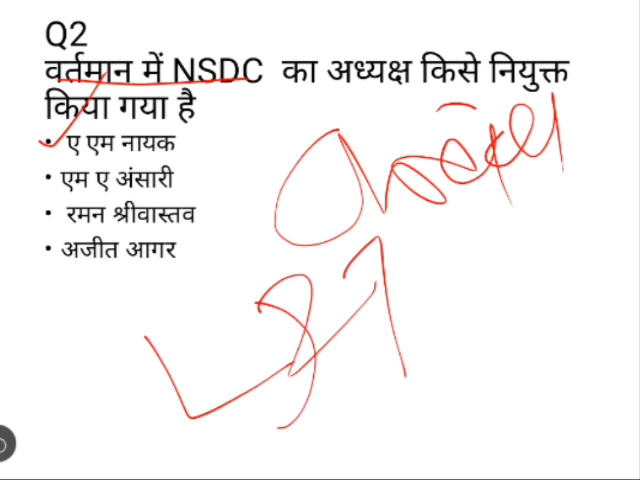 Q2
वर्तमान में NSDC का अध्यक्ष किसे नियुक्त
किया गया है
• ए एम नायक
• एम ए अंसारी
• रमन श्रीवास्तव
• अजीत आगर